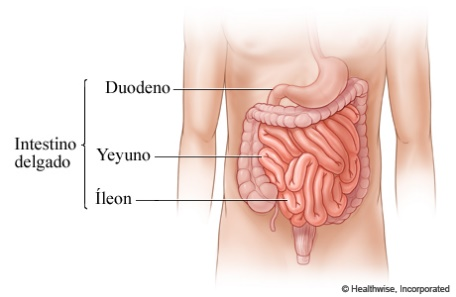 Duodeno
Intestino
delgado
Yeyuno
Íleon
© Healthwise, Incorporated